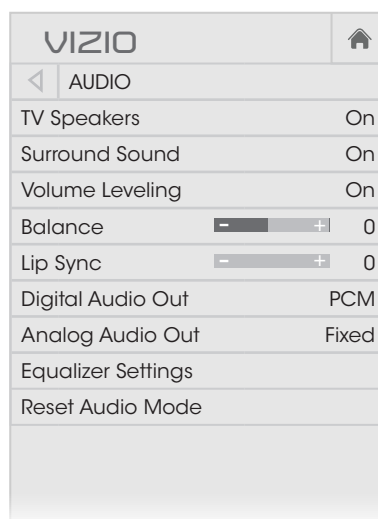 VIZIO
AUDIO
TV Speakers On
Surround Sound On
Volume Leveling On
Balance - + 0
Lip Sync - + 0
Digital Audio Out PCM
Analog Audio Out Fixed
Equalizer Settings
Reset Audio Mode